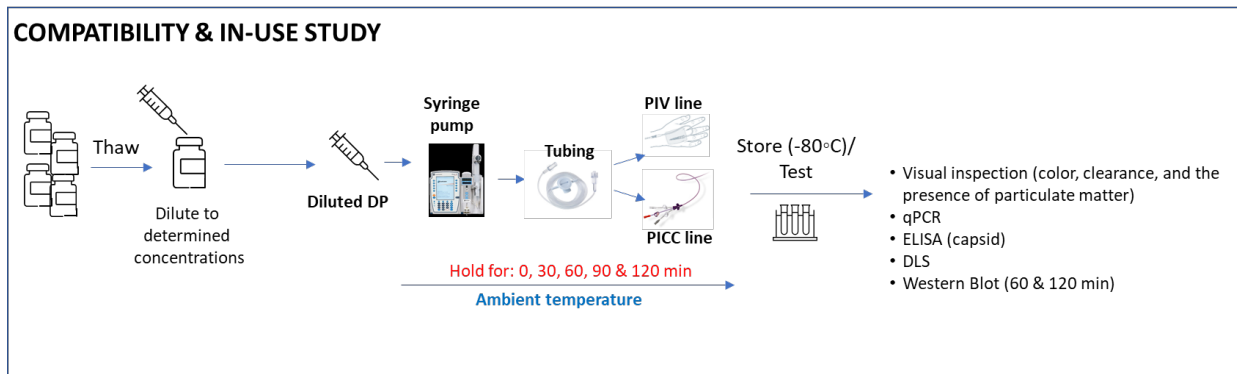 COMPATIBILITY & IN-USE STUDY
Thaw
Dilute to
determined
concentrations
Diluted DP
Syringe
pump
Tubing
PIV line
PICC line
Hold for: 0, 30, 60, 90 & 120 min
Ambient temperature
Store (-80◦C)/
Test
• Visual inspection (color, clearance, and the
presence of particulate matter)
• qPCR
• ELISA (capsid)
• DLS
• Western Blot (60 & 120 min)